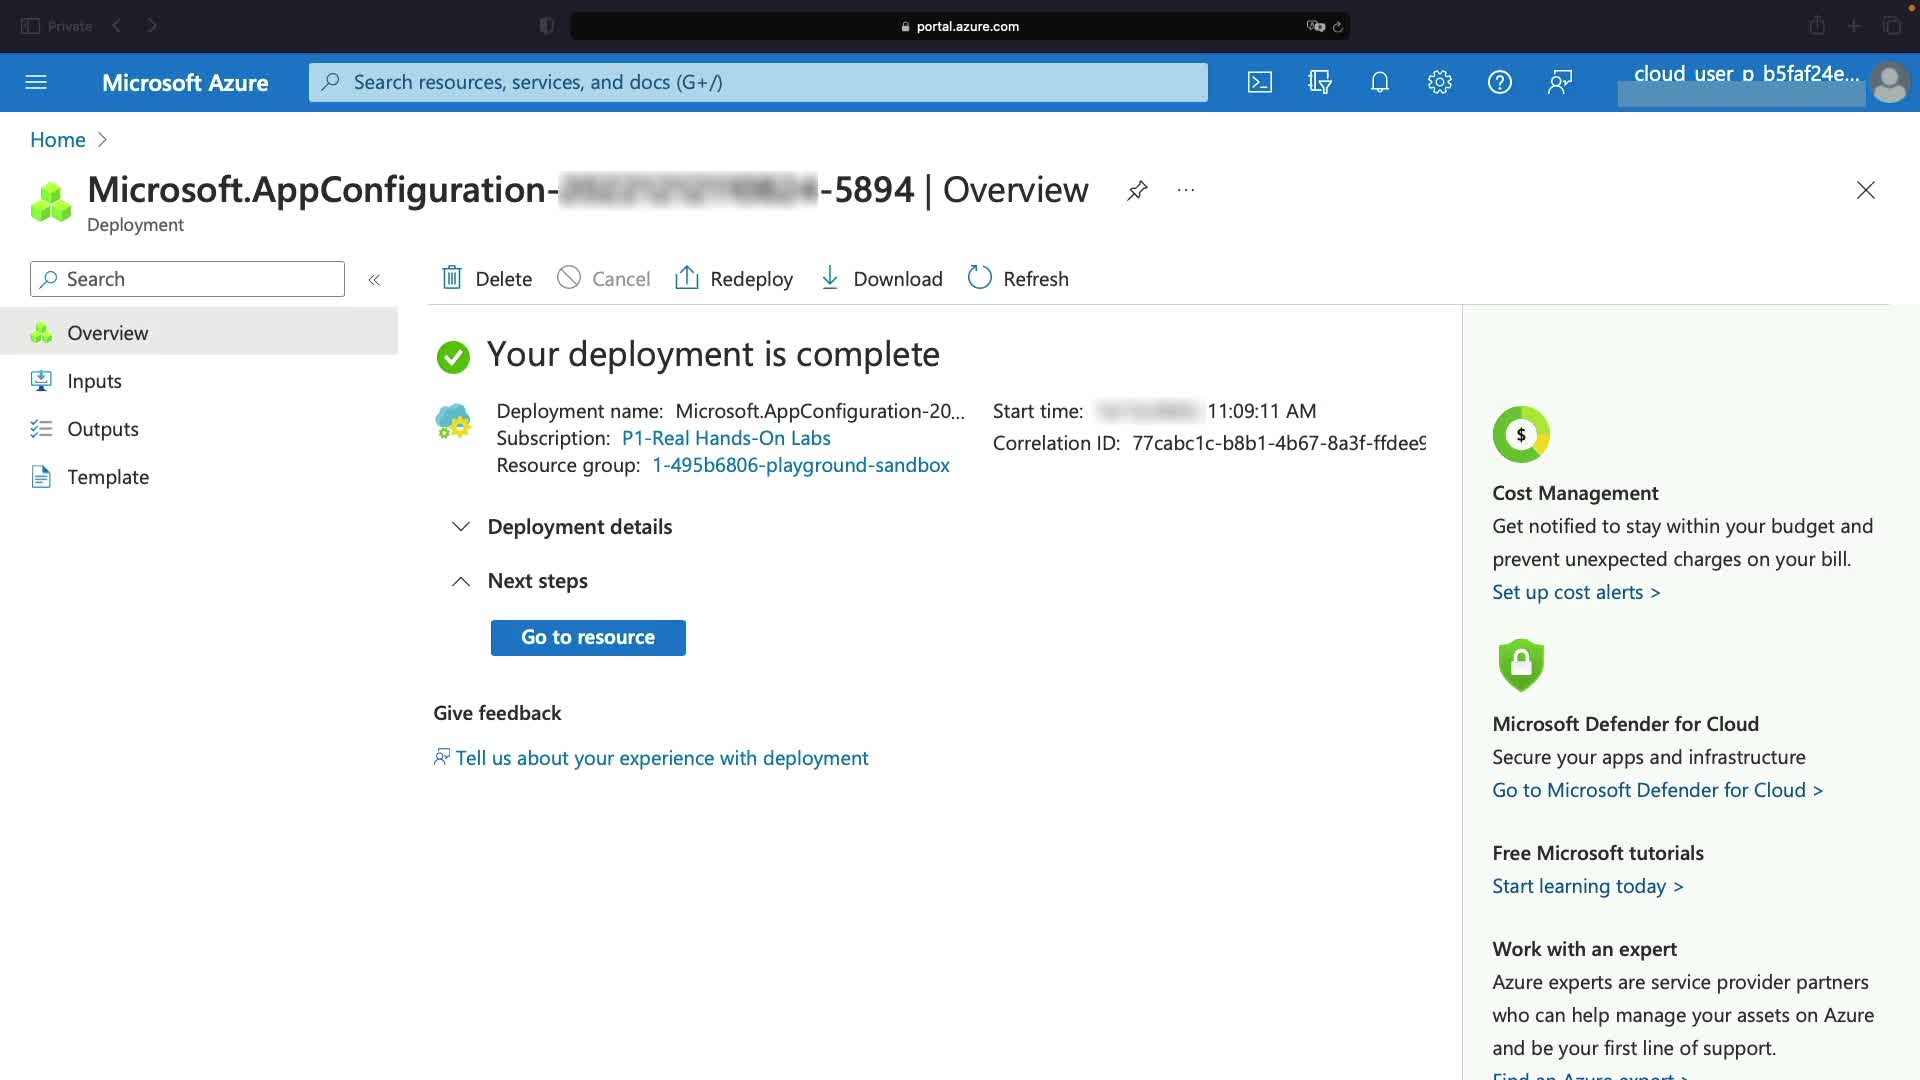 Private
portal.azure.com
Microsoft Azure
Search resources, services, and docs (G+/)
cloud_user_p_b5faf24e...
Home
Microsoft.AppConfiguration- -5894 | Overview
...
Deployment
Search
«
Delete
Cancel
Redeploy
Download
Refresh
Overview
Inputs
Outputs
Template
Your deployment is complete
Deployment name: Microsoft.AppConfiguration-20...
Subscription: P1-Real Hands-On Labs
Resource group: 1-495b6806-playground-sandbox
Start time: 11:09:11 AM
Correlation ID: 77cabc1c-b8b1-4b67-8a3f-ffdee9
Deployment details
Next steps
Go to resource
Give feedback
Tell us about your experience with deployment
$
Cost Management
Get notified to stay within your budget and
prevent unexpected charges on your bill.
Set up cost alerts >
Microsoft Defender for Cloud
Secure your apps and infrastructure
Go to Microsoft Defender for Cloud >
Free Microsoft tutorials
Start learning today >
Work with an expert
Azure experts are service provider partners
who can help manage your assets on Azure
and be your first line of support.
Find an Azure expert >